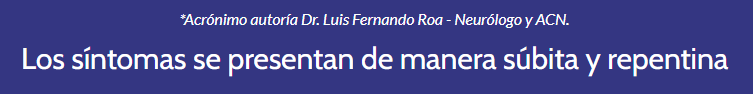 *Acrónimo autoría Dr. Luis Fernando Roa - Neurólogo y ACN.
Los síntomas se presentan de manera súbita y repentina